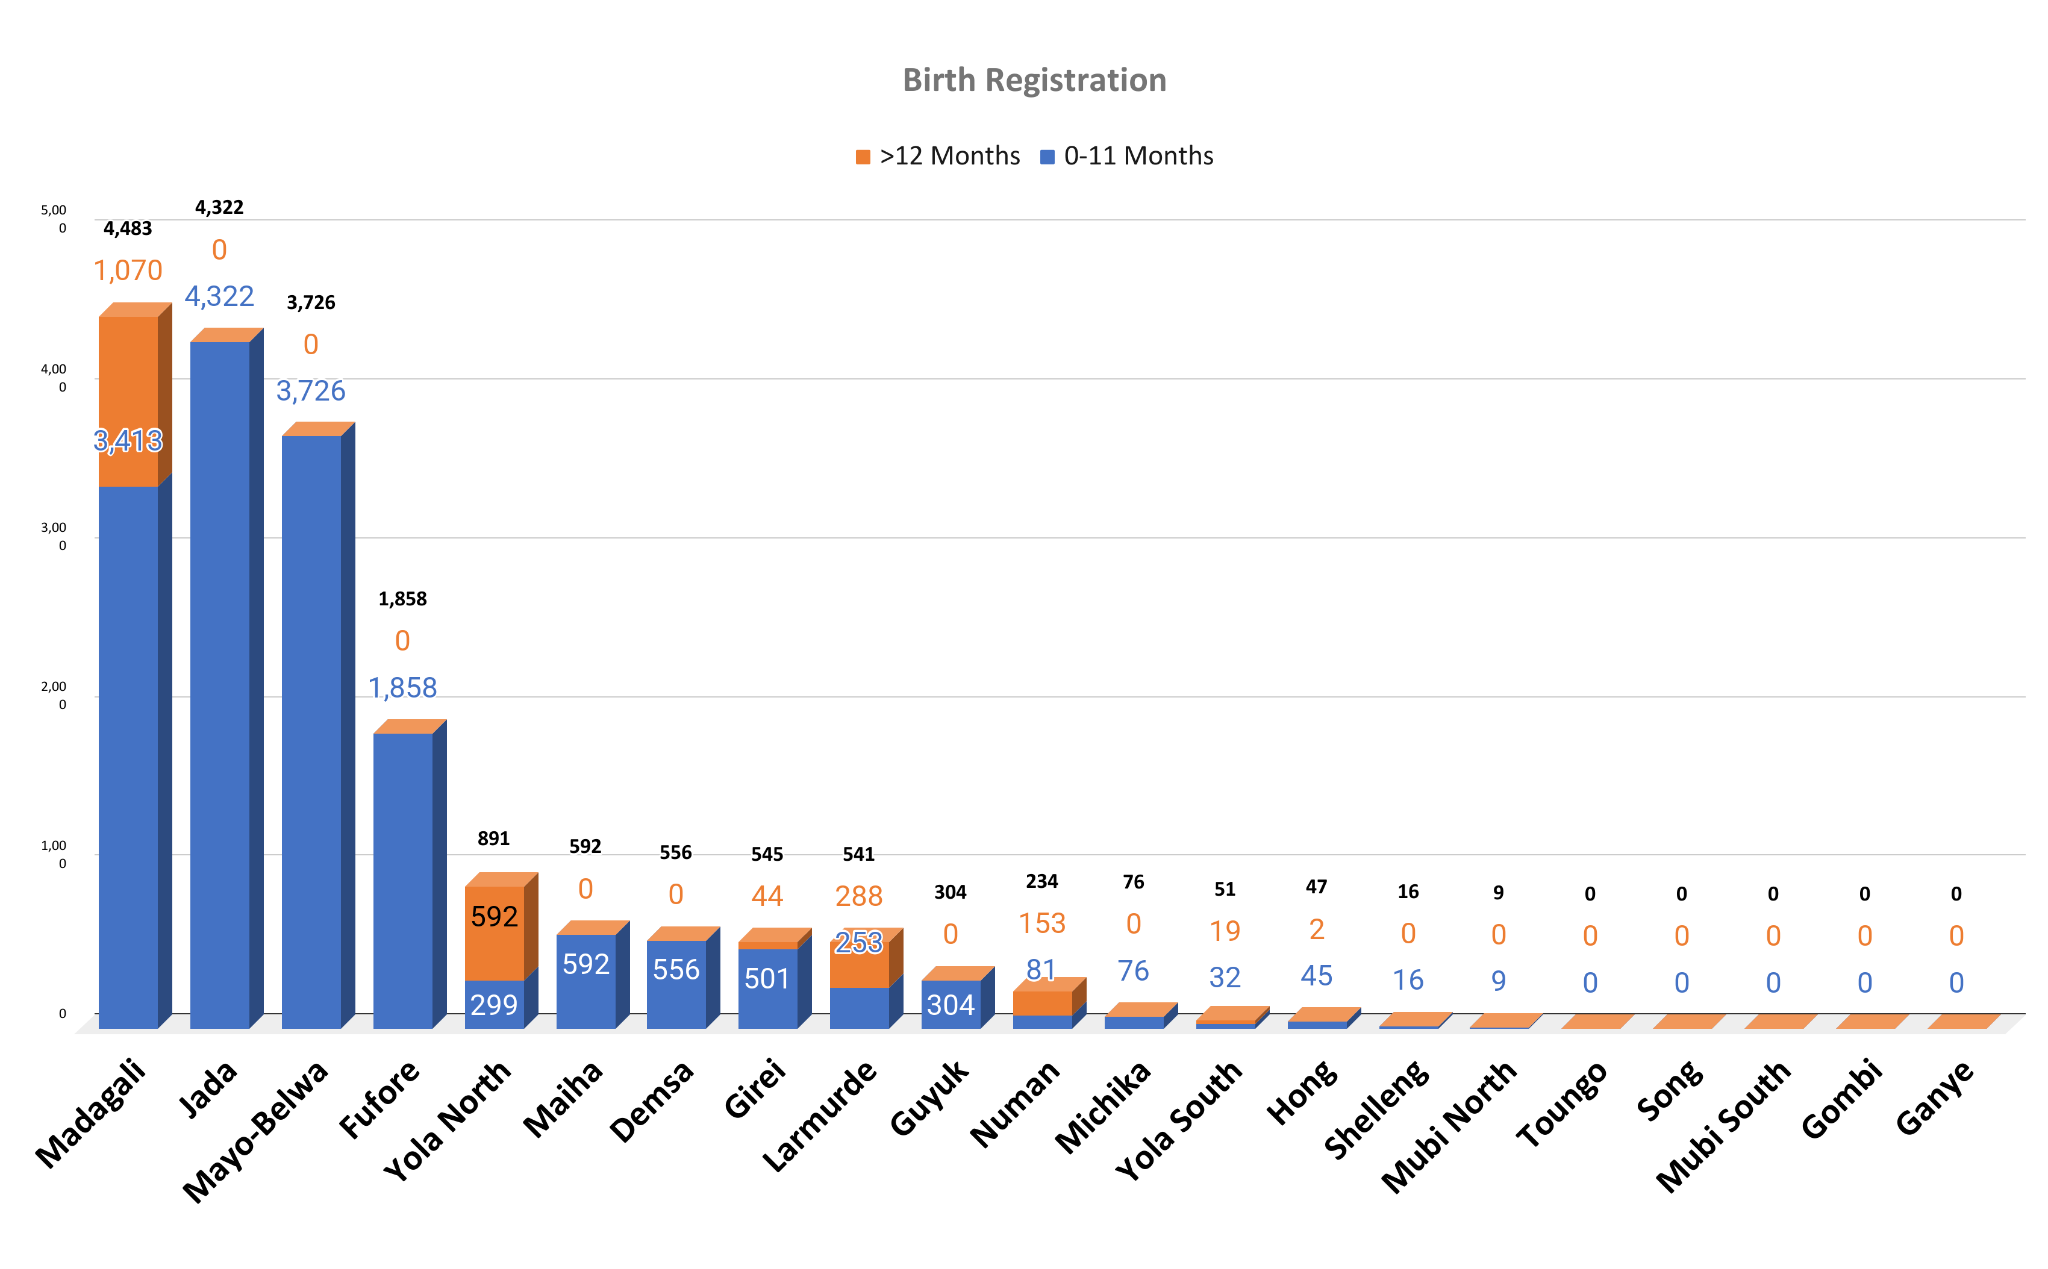 Birth Registration
>12 Months 0-11 Months
5,00
0
4,00
0
3,00
0
2,00
0
1,00
0
0
4,483 4,322 3,726 1,858 891 592 556 545 541 304 234 76 51 47 16 9 0 0 0 0 0
1,070 0 0 0 592 0 0 44 288 0 153 0 19 2 0 0 0 0 0 0 0
3,413 4,322 3,726 1,858 299 592 556 501 253 304 81 76 32 45 16 9 0 0 0 0 0
Madagali Jada Mayo-Belwa Fufore Yola North Maiha Demsa Girei Larmurde Guyuk Numan Michika Yola South Hong Shelleng Mubi North Toungo Song Mubi South Gombi Ganye